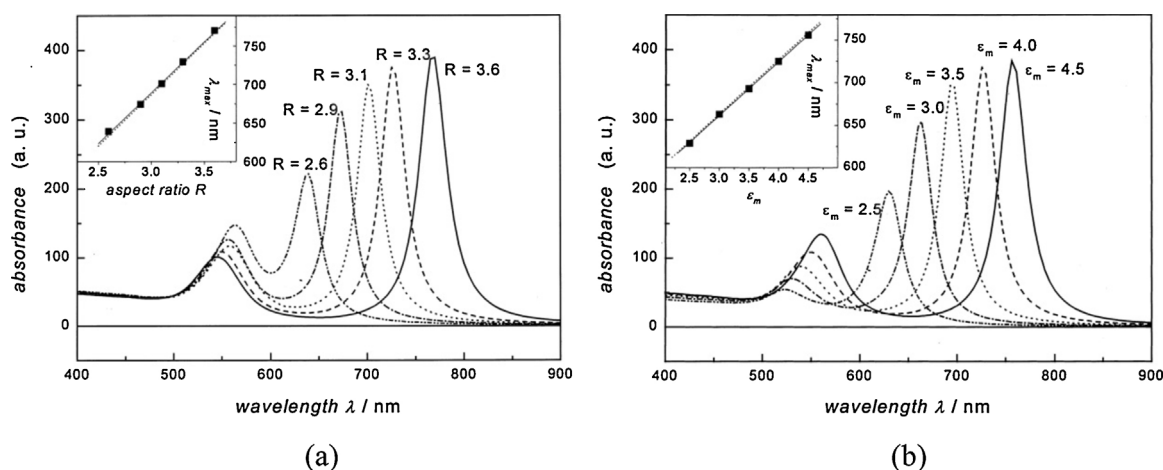 400
300
200
100
0
absorbance (a. u.)
400 500 600 700 800 900
wavelength λ / nm
R = 2.6
R = 2.9
R = 3.1
R = 3.3
R = 3.6
750
700
650
600
λmax / nm
2.5 3.0 3.5
aspect ratio R
(a)
400
300
200
100
0
absorbance (a. u.)
400 500 600 700 800 900
wavelength λ / nm
εm = 2.5
εm = 3.0
εm = 3.5
εm = 4.0
εm = 4.5
750
700
650
600
λmax / nm
2.5 3.0 3.5 4.0 4.5
εm
(b)